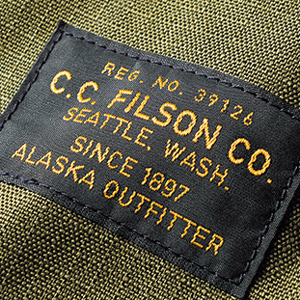 REG. NO. 39126
C.C. FILSON CO.
SEATTLE, WASH.
SINCE 1897
ALASKA OUTFITTER